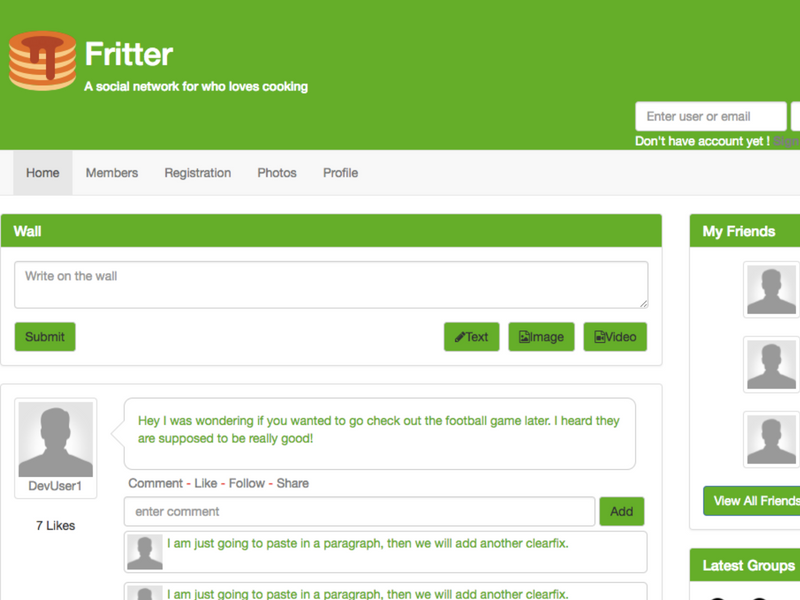 Fritter
A social network for who loves cooking
Enter user or email
Don't have account yet ! Sign
Home
Members
Registration
Photos
Profile
Wall
Write on the wall
Submit
Text
Image
Video
My Friends
View All Friends
Hey I was wondering if you wanted to go check out the football game later. I heard they
are supposed to be really good!
DevUser1
7 Likes
Comment - Like - Follow - Share
enter comment
Add
I am just going to paste in a paragraph, then we will add another clearfix.
I am just going to paste in a paragraph, then we will add another clearfix.
Latest Groups